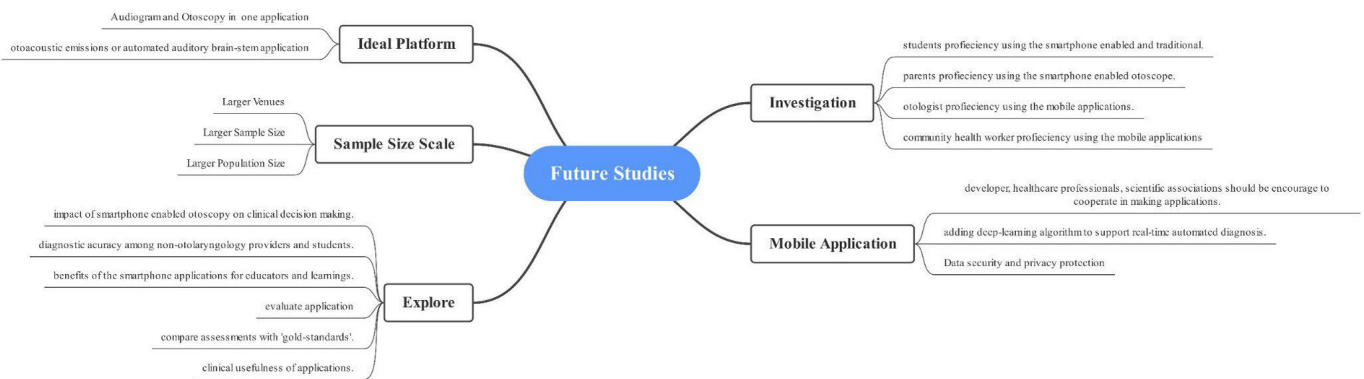 Audiogram and Otoscopy in one application
otoacoustic emissions or automated auditory brain-stem application
Ideal Platform
Larger Venues
Larger Sample Size
Larger Population Size
Sample Size Scale
impact of smartphone enabled otoscopy on clinical decision making.
diagnostic acuracy among non-otolaryngology providers and students.
benefits of the smartphone applications for educators and learnings.
evaluate application
compare assessments with 'gold-standards'.
clinical usefulness of applications.
Explore
Future Studies
Investigation
students profieciency using the smartphone enabled and traditional.
parents profieciency using the smartphone enabled otoscope.
otologist profieciency using the mobile applications.
community health worker profieciency using the mobile applications
Mobile Application
developer, healthcare professionals, scientific associations should be encourage to
cooperate in making applications.
adding deep-learning algorithm to support real-time automated diagnosis.
Data security and privacy protection